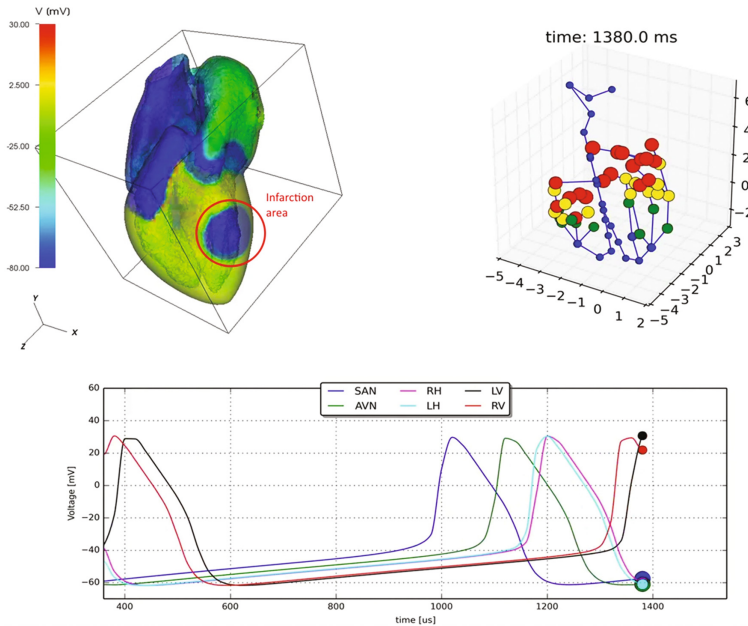 V (mV)
30.00
2.500
-25.00
-52.50
-80.00
Infarction
area
Y
X
Z
time: 1380.0 ms
6
4
2
0
−2
−5
−4
−3
−2
−1
0
1
2
−5
−4
−3
−2
−1
0
1
2
3
SAN RH LV
AVN LH RV
60
40
20
0
−20
−40
−60
Voltage [mV]
400 600 800 1000 1200 1400
time [us]